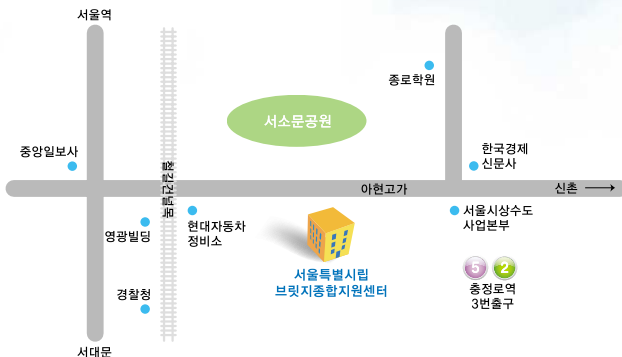 서울역
종로학원
서소문공원
중앙일보사
한국경제
신문사
철길건널목
아현고가
신촌
영광빌딩
현대자동차
정비소
서울시상수도
사업본부
서울특별시립
브릿지종합지원센터
5 2
충정로역
3번출구
경찰청
서대문